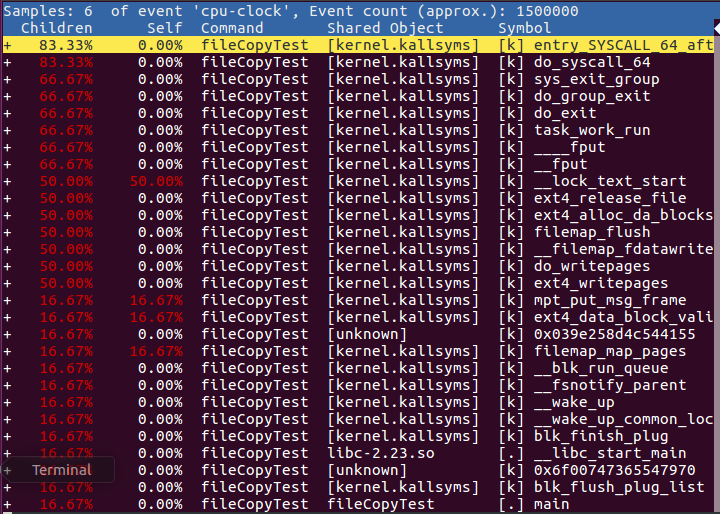 Samples: 6  of event 'cpu-clock', Event count (approx.): 1500000
  Children      Self  Command      Shared Object      Symbol
+   83.33%     0.00%  fileCopyTest  [kernel.kallsyms]  [k] entry_SYSCALL_64_aft
+   83.33%     0.00%  fileCopyTest  [kernel.kallsyms]  [k] do_syscall_64
+   66.67%     0.00%  fileCopyTest  [kernel.kallsyms]  [k] sys_exit_group
+   66.67%     0.00%  fileCopyTest  [kernel.kallsyms]  [k] do_group_exit
+   66.67%     0.00%  fileCopyTest  [kernel.kallsyms]  [k] do_exit
+   66.67%     0.00%  fileCopyTest  [kernel.kallsyms]  [k] task_work_run
+   66.67%     0.00%  fileCopyTest  [kernel.kallsyms]  [k] ____fput
+   66.67%     0.00%  fileCopyTest  [kernel.kallsyms]  [k] __fput
+   50.00%    50.00%  fileCopyTest  [kernel.kallsyms]  [k] __lock_text_start
+   50.00%     0.00%  fileCopyTest  [kernel.kallsyms]  [k] ext4_release_file
+   50.00%     0.00%  fileCopyTest  [kernel.kallsyms]  [k] ext4_alloc_da_blocks
+   50.00%     0.00%  fileCopyTest  [kernel.kallsyms]  [k] filemap_flush
+   50.00%     0.00%  fileCopyTest  [kernel.kallsyms]  [k] __filemap_fdatawrite
+   50.00%     0.00%  fileCopyTest  [kernel.kallsyms]  [k] do_writepages
+   50.00%     0.00%  fileCopyTest  [kernel.kallsyms]  [k] ext4_writepages
+   16.67%    16.67%  fileCopyTest  [kernel.kallsyms]  [k] mpt_put_msg_frame
+   16.67%    16.67%  fileCopyTest  [kernel.kallsyms]  [k] ext4_data_block_vali
+   16.67%     0.00%  fileCopyTest  [unknown]          [k] 0x039e258d4c544155
+   16.67%    16.67%  fileCopyTest  [kernel.kallsyms]  [k] filemap_map_pages
+   16.67%     0.00%  fileCopyTest  [kernel.kallsyms]  [k] __blk_run_queue
+   16.67%     0.00%  fileCopyTest  [kernel.kallsyms]  [k] __fsnotify_parent
+   16.67%     0.00%  fileCopyTest  [kernel.kallsyms]  [k] __wake_up
+   16.67%     0.00%  fileCopyTest  [kernel.kallsyms]  [k] __wake_up_common_loc
+   16.67%     0.00%  fileCopyTest  [kernel.kallsyms]  [k] blk_finish_plug
+   16.67%     0.00%  fileCopyTest  libc-2.23.so       [.] __libc_start_main
+   Terminal     0.00%  fileCopyTest  [unknown]          [k] 0x6f00747365547970
+   16.67%     0.00%  fileCopyTest  [kernel.kallsyms]  [k] blk_flush_plug_list
+   16.67%     0.00%  fileCopyTest  fileCopyTest       [.] main